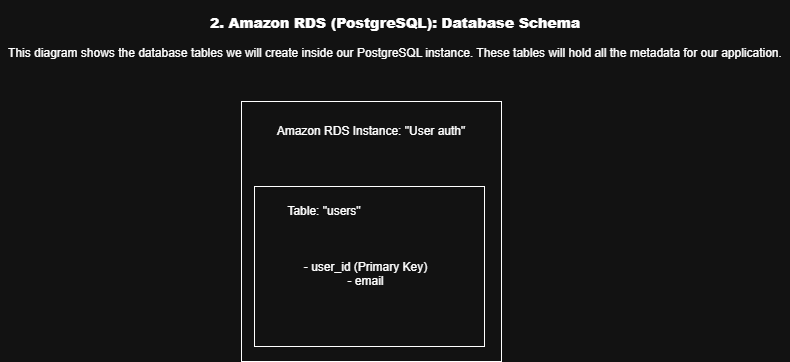 2. Amazon RDS (PostgreSQL): Database Schema
This diagram shows the database tables we will create inside our PostgreSQL instance. These tables will hold all the metadata for our application.
Amazon RDS Instance: "User auth"
Table: "users"
- user_id (Primary Key)
- email